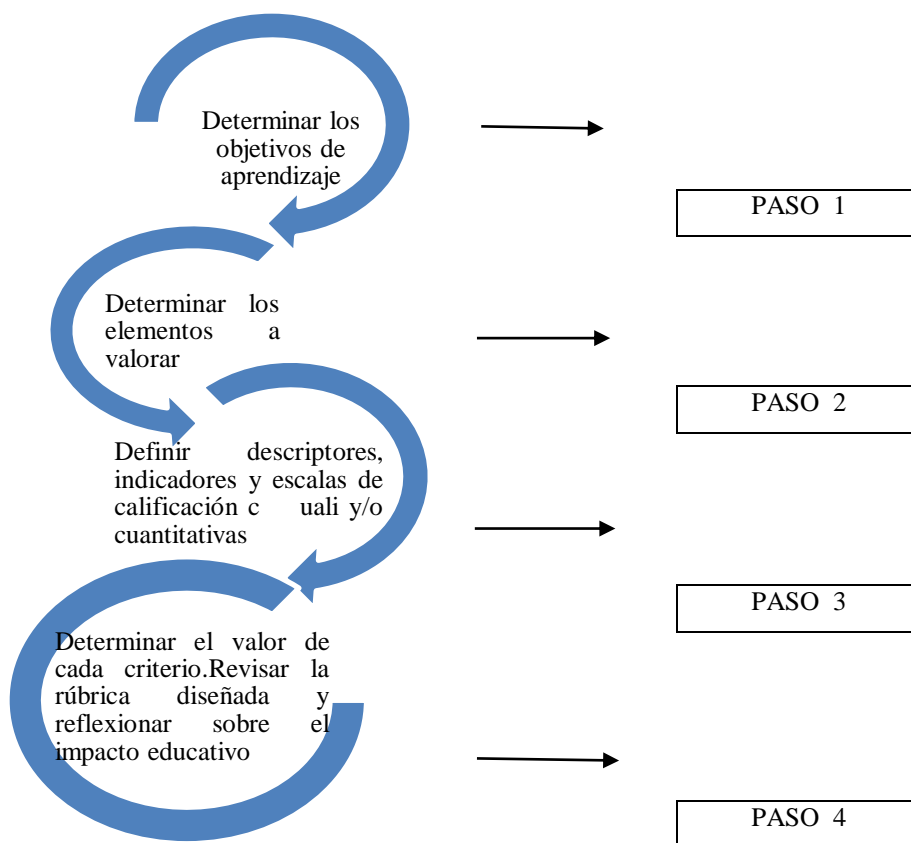 Determinar los
objetivos de
aprendizaje
PASO 1
Determinar los
elementos a
valorar
PASO 2
Definir descriptores,
indicadores y escalas de
calificación c uali y/o
cuantitativas
PASO 3
Determinar el valor de
cada criterio.Revisar la
rúbrica diseñada y
reflexionar sobre el
impacto educativo
PASO 4